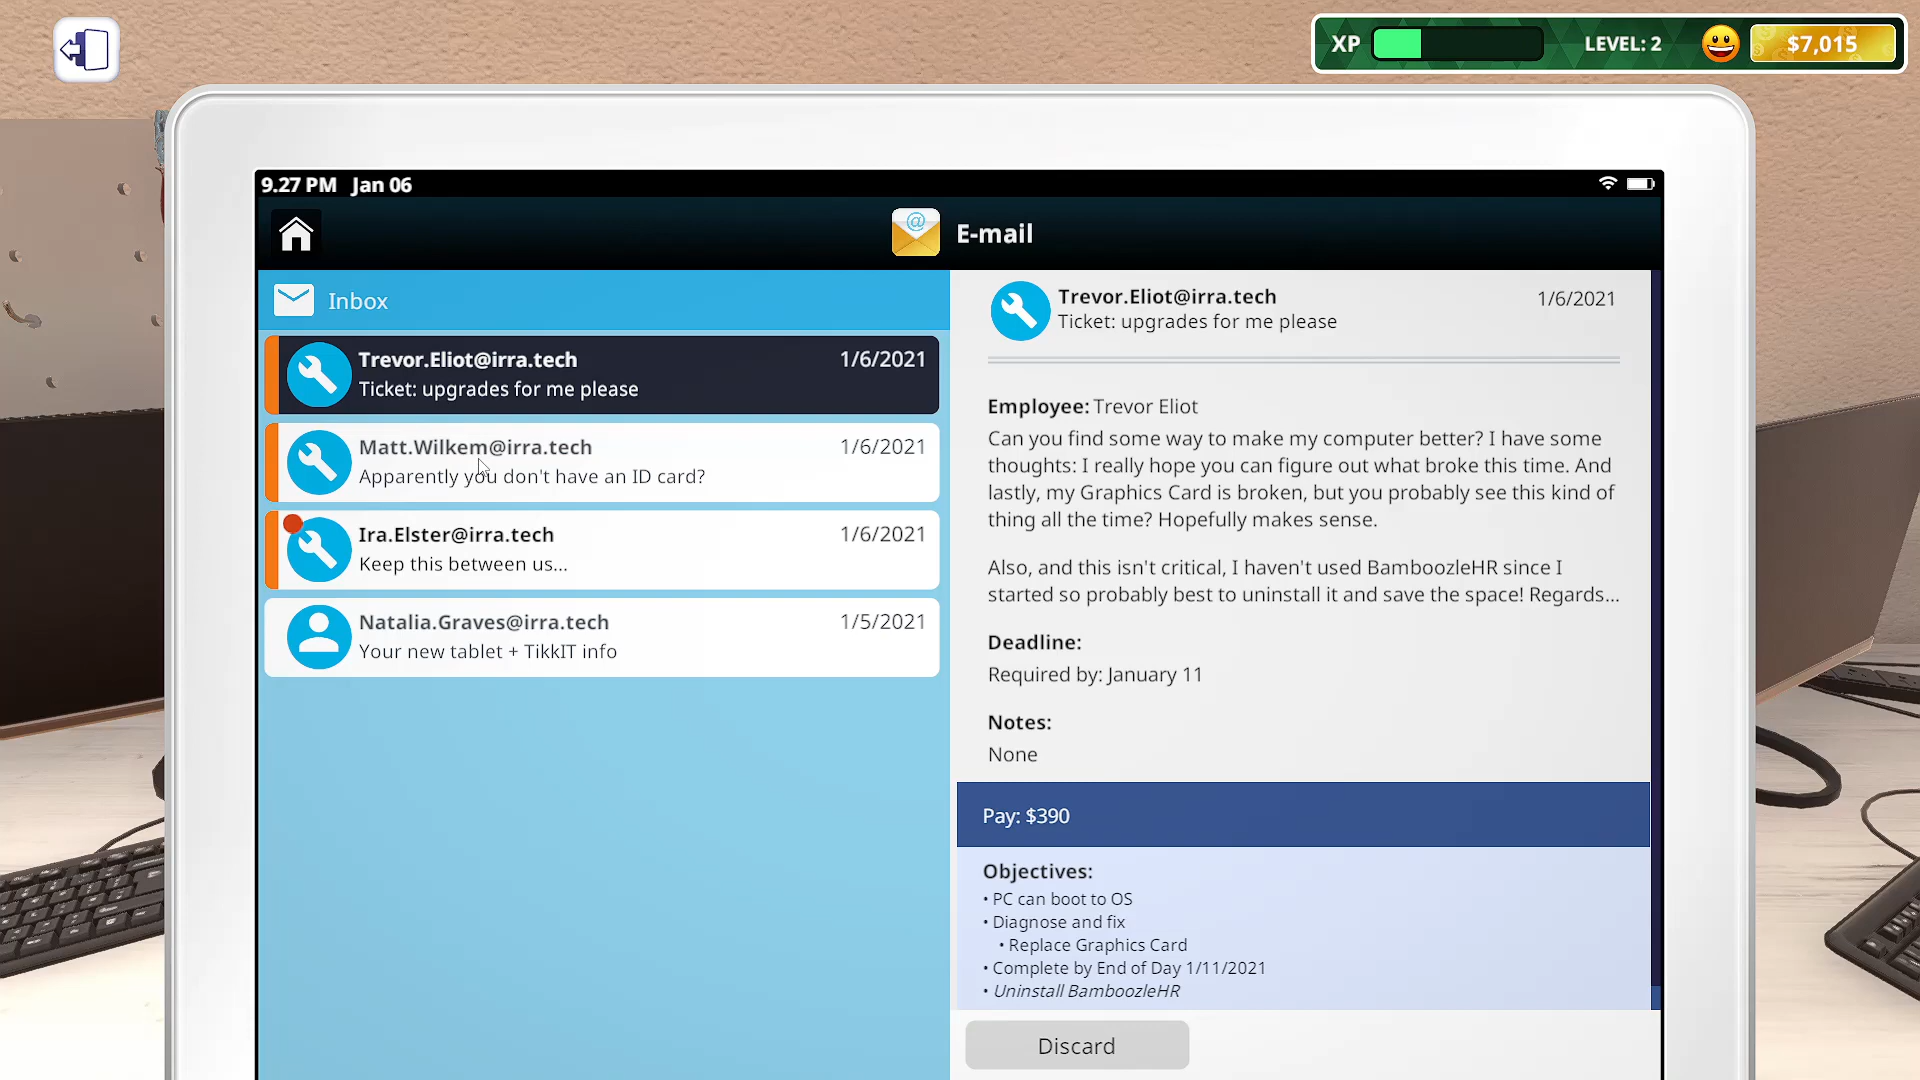 XP
LEVEL: 2
$7,015
9.27 PM Jan 06
E-mail
Inbox
Trevor.Eliot@irra.tech 1/6/2021
Ticket: upgrades for me please
Matt.Wilkem@irra.tech 1/6/2021
Apparently you don't have an ID card?
Ira.Elster@irra.tech 1/6/2021
Keep this between us...
Natalia.Graves@irra.tech 1/5/2021
Your new tablet + TikkIT info
Trevor.Eliot@irra.tech 1/6/2021
Ticket: upgrades for me please
Employee: Trevor Eliot
Can you find some way to make my computer better? I have some
thoughts: I really hope you can figure out what broke this time. And
lastly, my Graphics Card is broken, but you probably see this kind of
thing all the time? Hopefully makes sense.
Also, and this isn't critical, I haven't used BamboozleHR since I
started so probably best to uninstall it and save the space! Regards...
Deadline:
Required by: January 11
Notes:
None
Pay: $390
Objectives:
• PC can boot to OS
• Diagnose and fix
• Replace Graphics Card
• Complete by End of Day 1/11/2021
• Uninstall BamboozleHR
Discard